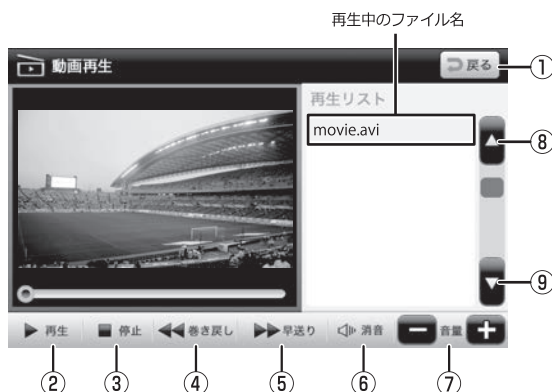 再生中のファイル名
動画再生
戻る
①
再生リスト
movie.avi
⑧
⑨
再生
停止
巻き戻し
早送り
消音
音量
②
③
④
⑤
⑥
⑦